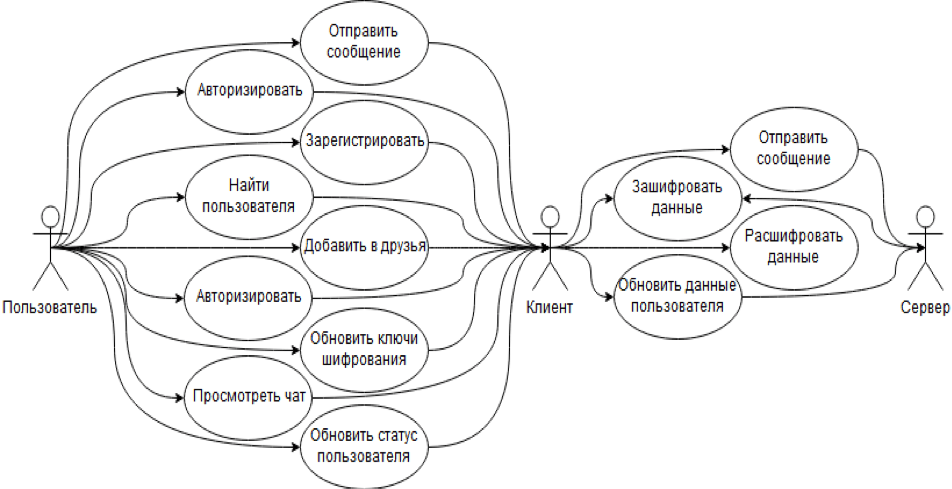 Отправить
сообщение
Авторизировать
Зарегистрировать
Найти
пользователя
Добавить в друзья
Авторизировать
Обновить ключи
шифрования
Просмотреть чат
Обновить статус
пользователя
Пользователь
Клиент
Отправить
сообщение
Зашифровать
данные
Расшифровать
данные
Обновить данные
пользователя
Сервер